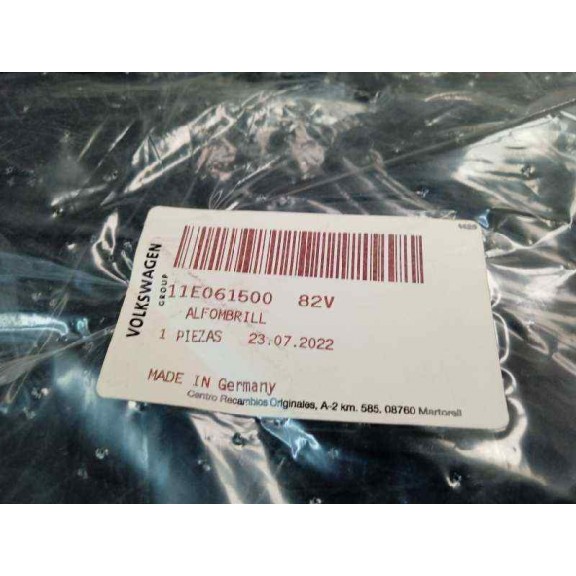 VOLKSWAGEN
GROUP
11E061500 82V
ALFOMBRILL
1 PIEZAS 23.07.2022
MADE IN Germany
Centro Recambios Originales, A-2 km. 585, 08760 Martorell